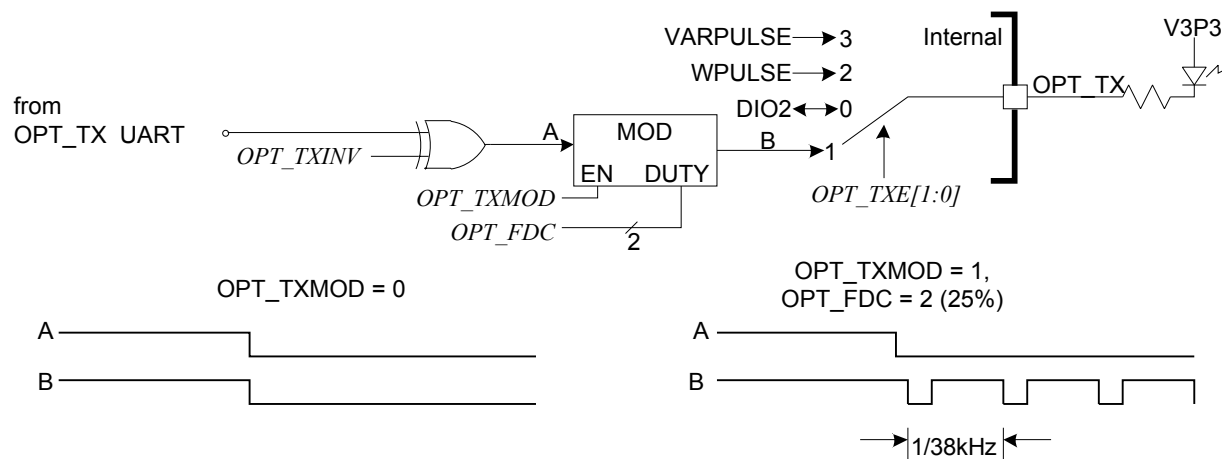 VARPULSE 3
WPULSE 2
DIO2 0
1
Internal
V3P3
OPT_TX
from
OPT_TX UART
OPT_TXINV
A
MOD
EN DUTY
B
OPT_TXMOD
OPT_FDC
2
OPT_TXE[1:0]
OPT_TXMOD = 0
A
B
OPT_TXMOD = 1,
OPT_FDC = 2 (25%)
A
B
1/38kHz